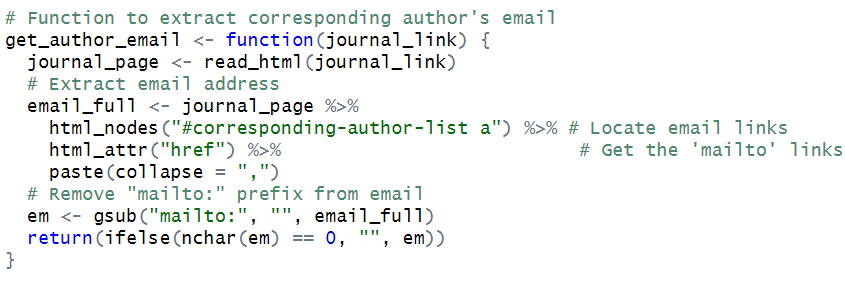 # Function to extract corresponding author's email
get_author_email <- function(journal_link) {
  journal_page <- read_html(journal_link)
  # Extract email address
  email_full <- journal_page %>%
    html_nodes("#corresponding-author-list a") %>% # Locate email links
    html_attr("href") %>%                           # Get the 'mailto' links
    paste(collapse = ",")
  # Remove "mailto:" prefix from email
  em <- gsub("mailto:", "", email_full)
  return(ifelse(nchar(em) == 0, "", em))
}